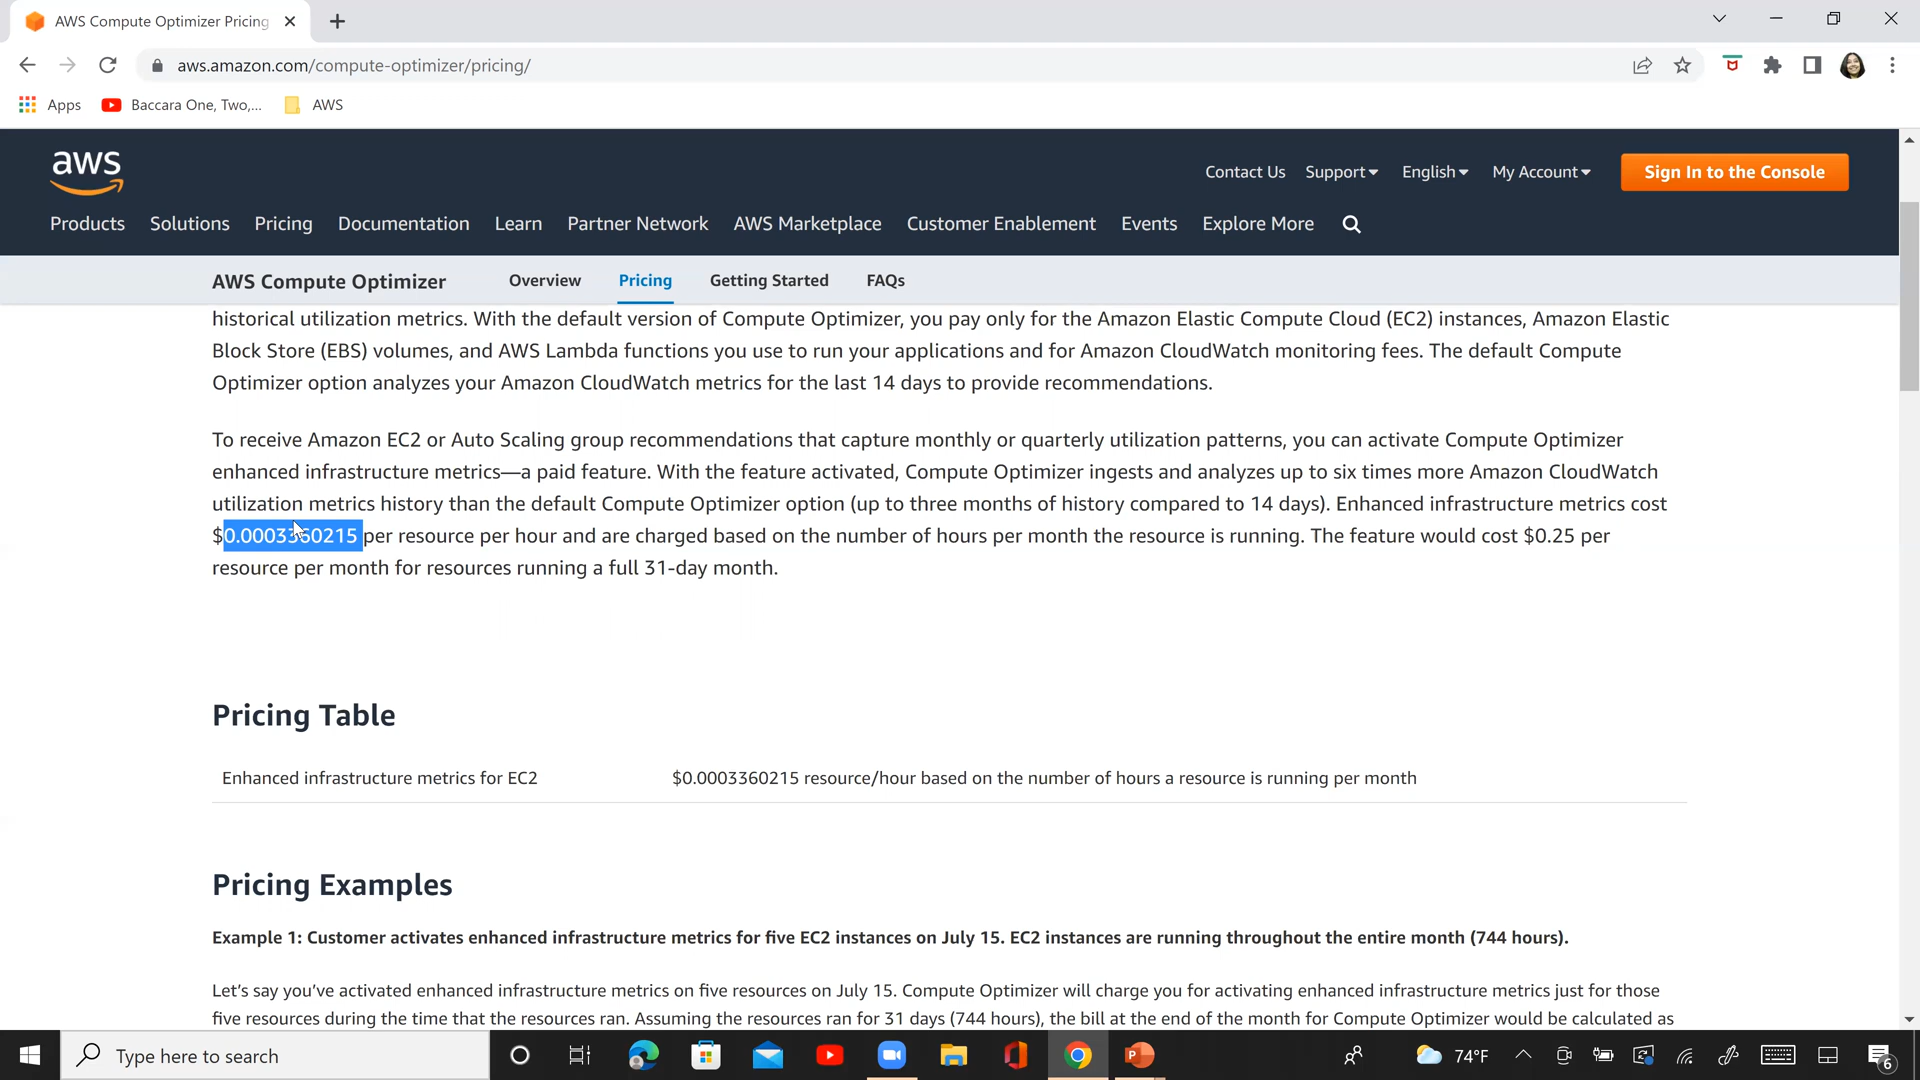 AWS Compute Optimizer Pricing
aws.amazon.com/compute-optimizer/pricing/
Apps
Baccara One, Two,...
AWS
aws
Contact Us
Support
English
My Account
Sign In to the Console
Products
Solutions
Pricing
Documentation
Learn
Partner Network
AWS Marketplace
Customer Enablement
Events
Explore More
AWS Compute Optimizer
Overview
Pricing
Getting Started
FAQs
historical utilization metrics. With the default version of Compute Optimizer, you pay only for the Amazon Elastic Compute Cloud (EC2) instances, Amazon Elastic
Block Store (EBS) volumes, and AWS Lambda functions you use to run your applications and for Amazon CloudWatch monitoring fees. The default Compute
Optimizer option analyzes your Amazon CloudWatch metrics for the last 14 days to provide recommendations.
To receive Amazon EC2 or Auto Scaling group recommendations that capture monthly or quarterly utilization patterns, you can activate Compute Optimizer
enhanced infrastructure metrics—a paid feature. With the feature activated, Compute Optimizer ingests and analyzes up to six times more Amazon CloudWatch
utilization metrics history than the default Compute Optimizer option (up to three months of history compared to 14 days). Enhanced infrastructure metrics cost
$0.0003360215 per resource per hour and are charged based on the number of hours per month the resource is running. The feature would cost $0.25 per
resource per month for resources running a full 31-day month.
Pricing Table
Enhanced infrastructure metrics for EC2
$0.0003360215 resource/hour based on the number of hours a resource is running per month
Pricing Examples
Example 1: Customer activates enhanced infrastructure metrics for five EC2 instances on July 15. EC2 instances are running throughout the entire month (744 hours).
Let's say you've activated enhanced infrastructure metrics on five resources on July 15. Compute Optimizer will charge you for activating enhanced infrastructure metrics just for those
five resources during the time that the resources ran. Assuming the resources ran for 31 days (744 hours), the bill at the end of the month for Compute Optimizer would be calculated as
Type here to search
74°F
6